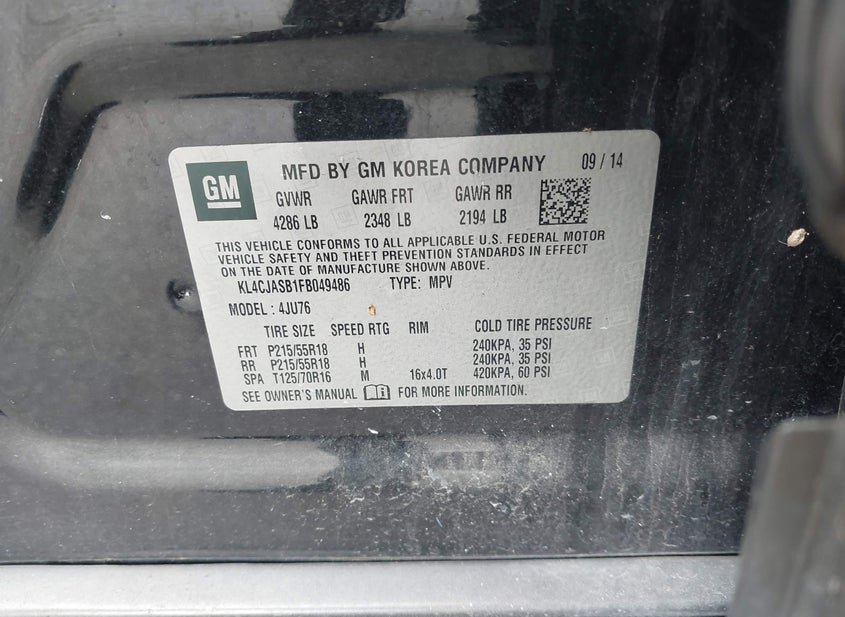 GM
MFD BY GM KOREA COMPANY 09 / 14
GVWR GAWR FRT GAWR RR
4286 LB 2348 LB 2194 LB
THIS VEHICLE CONFORMS TO ALL APPLICABLE U.S. FEDERAL MOTOR
VEHICLE SAFETY AND THEFT PREVENTION STANDARDS IN EFFECT
ON THE DATE OF MANUFACTURE SHOWN ABOVE.
KL4CJASB1FB049486 TYPE: MPV
MODEL : 4JU76
TIRE SIZE SPEED RTG RIM COLD TIRE PRESSURE
FRT P215/55R18 H 240KPA, 35 PSI
RR P215/55R18 H 240KPA, 35 PSI
SPA T125/70R16 M 16x4.0T 420KPA, 60 PSI
SEE OWNER'S MANUAL FOR MORE INFORMATION.